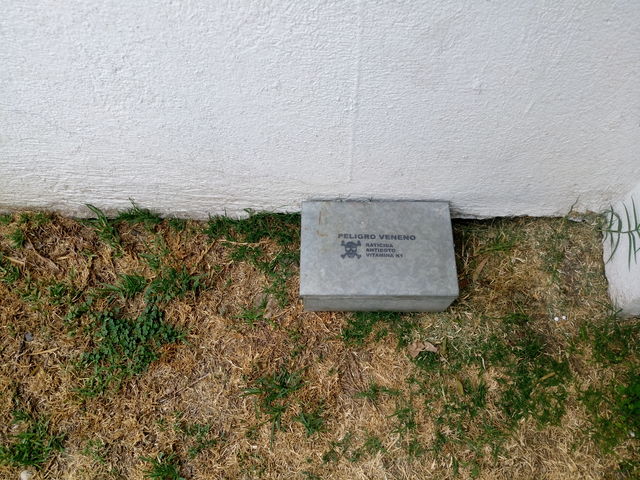 PELIGRO VENENO
RATICIDA
ANTIDOTO
VITAMINA K1